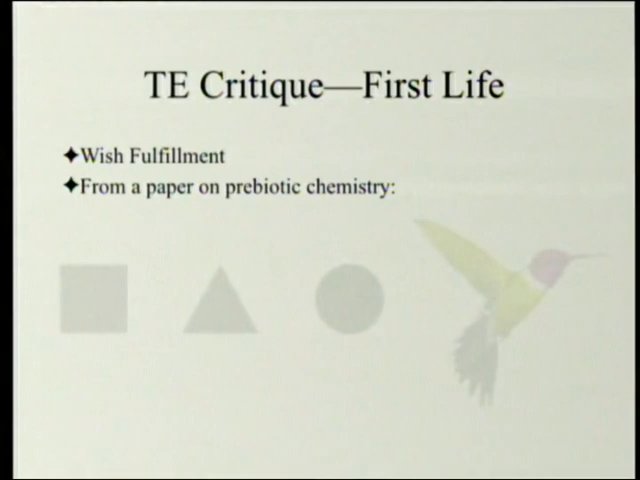 TE Critique—First Life
✦Wish Fulfillment
✦From a paper on prebiotic chemistry: